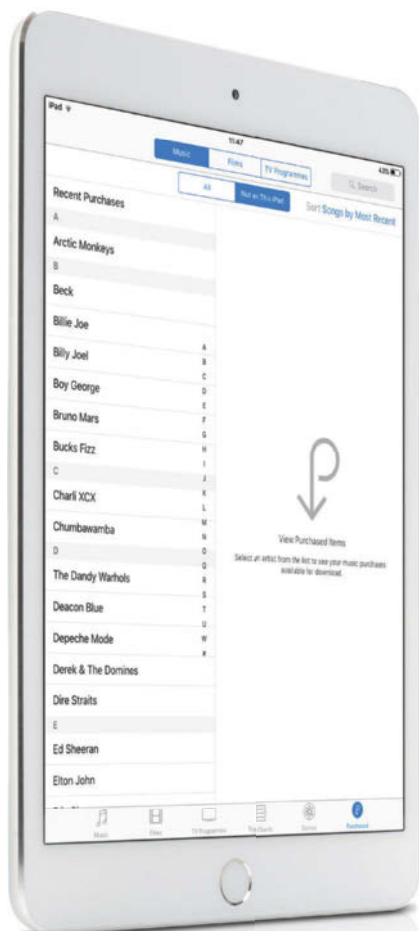 iPad
11:47
43%
Music Films TV Programmes
Search
All Not on This iPad
Sort Songs by Most Recent
Recent Purchases
A
Arctic Monkeys
B
Beck
Billie Joe
Billy Joel
Boy George
Bruno Mars
Bucks Fizz
C
Charli XCX
Chumbawamba
D
The Dandy Warhols
Deacon Blue
Depeche Mode
Derek & The Dominos
Dire Straits
E
Ed Sheeran
Elton John
A
B
C
D
E
F
G
H
I
J
K
L
M
N
O
Q
R
S
T
U
W
View Purchased Items
Select an artist from the list to see your music purchases
available for download.
Music Films TV Programmes Top Charts Genius Purchased